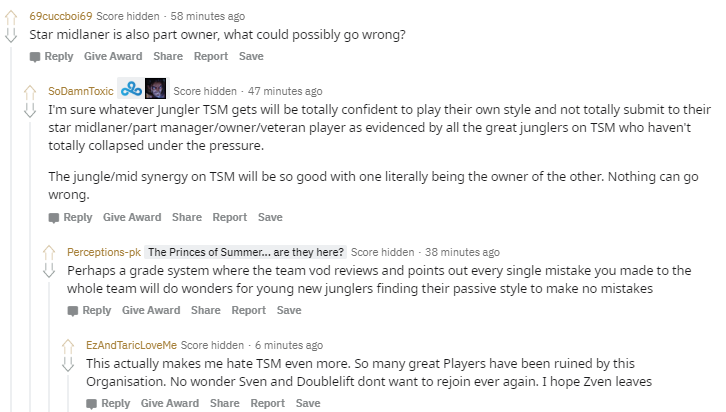 69cuccboi69 Score hidden · 58 minutes ago
Star midlaner is also part owner, what could possibly go wrong?
Reply Give Award Share Report Save
SoDamnToxic Score hidden · 47 minutes ago
I'm sure whatever Jungler TSM gets will be totally confident to play their own style and not totally submit to their
star midlaner/part manager/owner/veteran player as evidenced by all the great junglers on TSM who haven't
totally collapsed under the pressure.
The jungle/mid synergy on TSM will be so good with one literally being the owner of the other. Nothing can go
wrong.
Reply Give Award Share Report Save
Perceptions-pk The Princes of Summer... are they here? Score hidden · 38 minutes ago
Perhaps a grade system where the team vod reviews and points out every single mistake you made to the
whole team will do wonders for young new junglers finding their passive style to make no mistakes
Reply Give Award Share Report Save
EzAndTaricLoveMe Score hidden · 6 minutes ago
This actually makes me hate TSM even more. So many great Players have been ruined by this
Organisation. No wonder Sven and Doublelift dont want to rejoin ever again. I hope Zven leaves
Reply Give Award Share Report Save